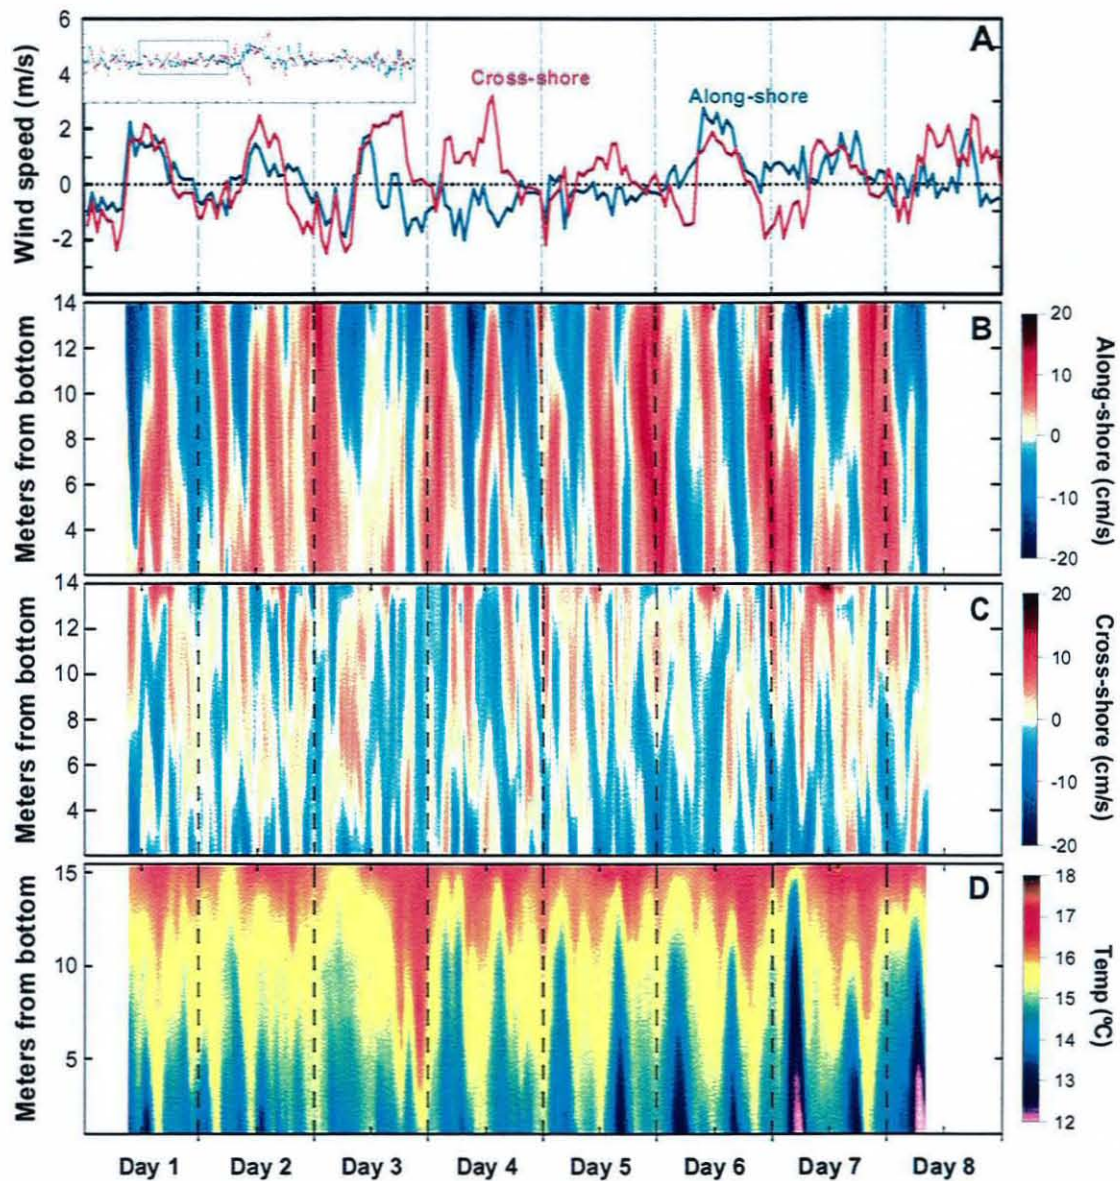 A
Wind speed (m/s)
6
4
2
0
-2
Cross-shore
Along-shore
B
Meters from bottom
14
12
10
8
6
4
20
10
0
-10
-20
Along-shore (cm/s)
C
Meters from bottom
14
12
10
8
6
4
20
10
0
-10
-20
Cross-shore (cm/s)
D
Meters from bottom
15
10
5
18
17
16
15
14
13
12
Temp (ºC)
Day 1 Day 2 Day 3 Day 4 Day 5 Day 6 Day 7 Day 8